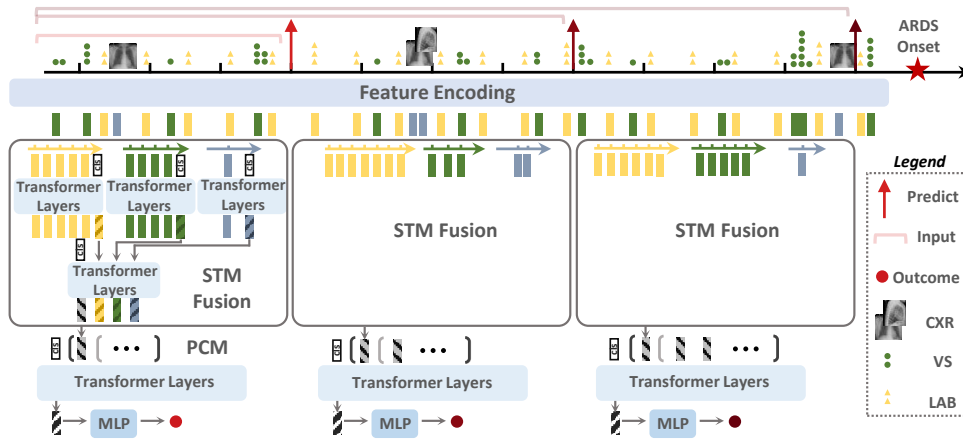 ARDS
Onset
Feature Encoding
cls
cls
cls
Transformer
Layers
Transformer
Layers
Transformer
Layers
cls
Transformer
Layers
STM
Fusion
STM Fusion
STM Fusion
Legend
Predict
Input
Outcome
CXR
VS
LAB
cls
PCM
cls
cls
Transformer Layers
Transformer Layers
Transformer Layers
MLP
MLP
MLP